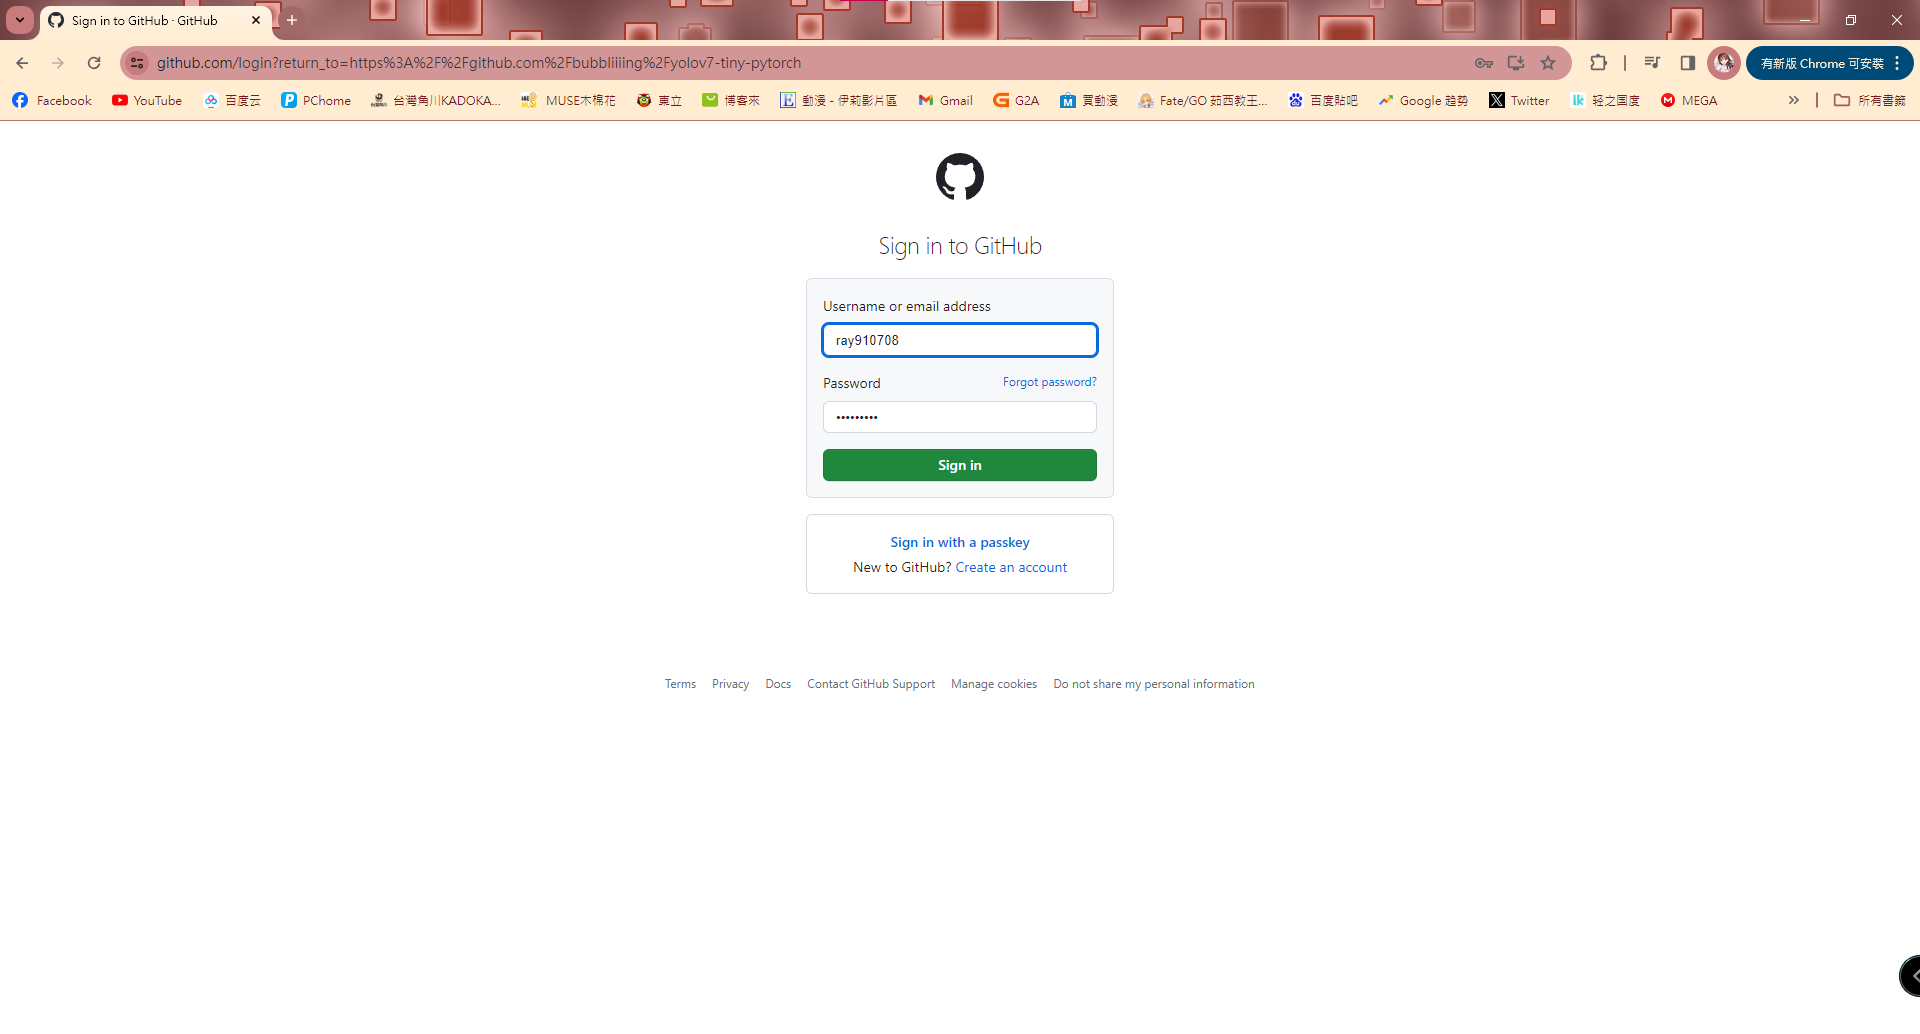 Sign in to GitHub · GitHub
github.com/login?return_to=https%3A%2F%2Fgithub.com%2Fbubbliiiing%2Fyolov7-tiny-pytorch
有新版 Chrome 可安裝
Facebook YouTube 百度云 PChome 台灣角川KADOKA... MUSE木棉花 東立 博客來 動漫 - 伊莉影片區 Gmail G2A 買動漫 Fate/GO 茹西教王... 百度貼吧 Google 趋势 Twitter 轻之国度 MEGA » 所有書籤
Sign in to GitHub
Username or email address
ray910708
Password Forgot password?
•••••••••
Sign in
Sign in with a passkey
New to GitHub? Create an account
Terms Privacy Docs Contact GitHub Support Manage cookies Do not share my personal information